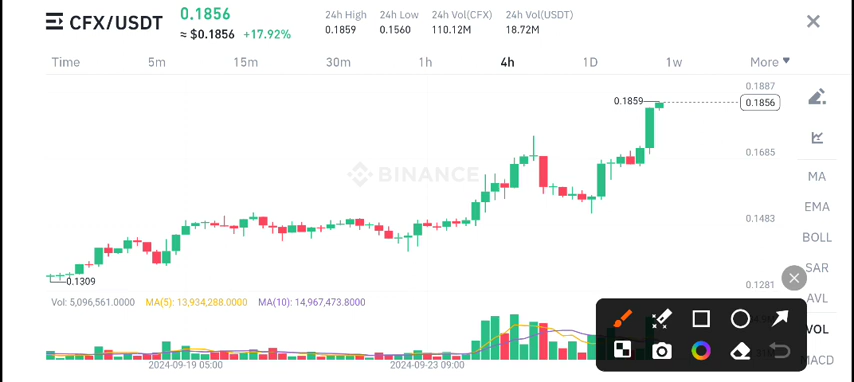 CFX/USDT
0.1856
≈ $0.1856 +17.92%
24h High 24h Low 24h Vol(CFX) 24h Vol(USDT)
0.1859 0.1560 110.12M 18.72M
Time 5m 15m 30m 1h 4h 1D 1w More
0.1887
0.1859
0.1856
0.1685
BINANCE
0.1483
0.1309
0.1281
MA
EMA
BOLL
SAR
AVL
VOL
MACD
Vol: 5,096,561.0000 MA(5): 13,934,288.0000 MA(10): 14,967,473.8000
2024-09-19 05:00 2024-09-23 09:00